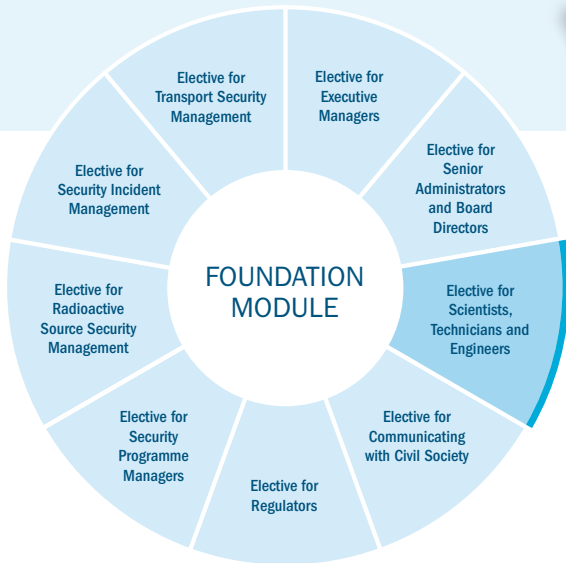 FOUNDATION
MODULE
Elective for
Executive
Managers
Elective for
Senior
Administrators
and Board
Directors
Elective for
Scientists,
Technicians and
Engineers
Elective for
Communicating
with Civil Society
Elective for
Regulators
Elective for
Security
Programme
Managers
Elective for
Radioactive
Source Security
Management
Elective for
Security Incident
Management
Elective for
Transport Security
Management